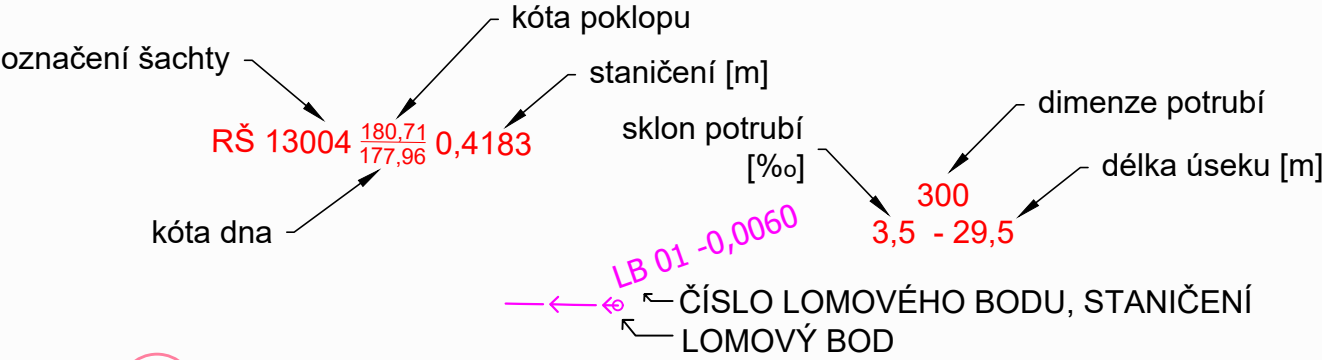 kóta poklopu
označení šachty
staničení [m]
RŠ 13004 180,71 0,4183
177,96
kóta dna
sklon potrubí
[‰]
dimenze potrubí
délka úseku [m]
300
3,5 - 29,5
LB 01 -0,0060
ČÍSLO LOMOVÉHO BODU, STANIČENÍ
LOMOVÝ BOD